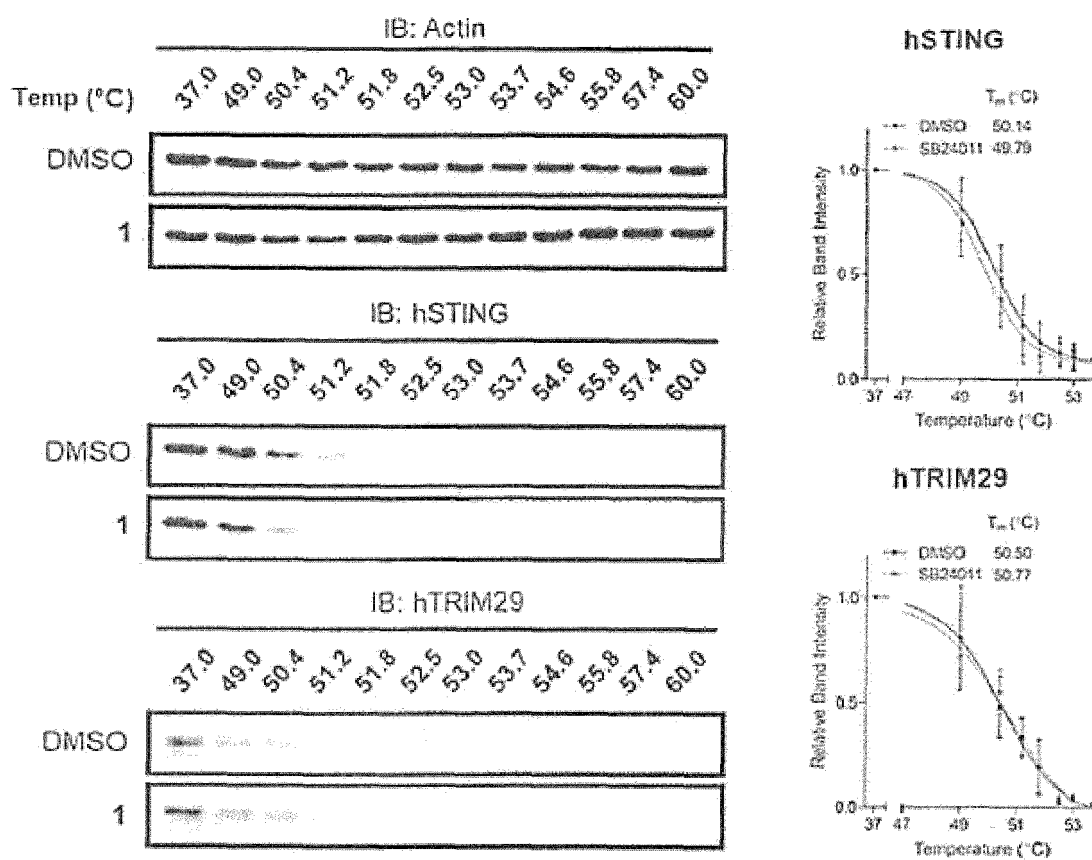 IB: Actin
Temp (°C) 37.0 49.0 50.4 51.2 51.8 52.5 53.0 53.7 54.6 55.8 57.4 60.0
DMSO
1
IB: hSTING
37.0 49.0 50.4 51.2 51.8 52.5 53.0 53.7 54.6 55.8 57.4 60.0
DMSO
1
IB: hTRIM29
37.0 49.0 50.4 51.2 51.8 52.5 53.0 53.7 54.6 55.8 57.4 60.0
DMSO
1
hSTING
Tm (°C)
DMSO 50.14
SB24011 49.79
Relative Band Intensity
1.0
0.5
0.0
37 47 49 51 53
Temperature (°C)
hTRIM29
Tm (°C)
DMSO 50.50
SB24011 50.77
Relative Band Intensity
1.0
0.5
0.0
37 47 49 51 53
Temperature (°C)